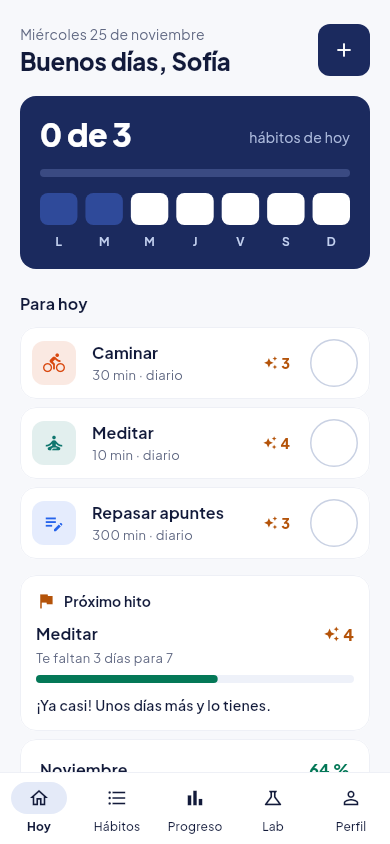 Miércoles 25 de noviembre
Buenos días, Sofía
0 de 3
hábitos de hoy
L M M J V S D
Para hoy
Caminar
30 min · diario
3
Meditar
10 min · diario
4
Repasar apuntes
300 min · diario
3
Próximo hito
Meditar
4
Te faltan 3 días para 7
¡Ya casi! Unos días más y lo tienes.
Noviembre
64 %
Hoy Hábitos Progreso Lab Perfil